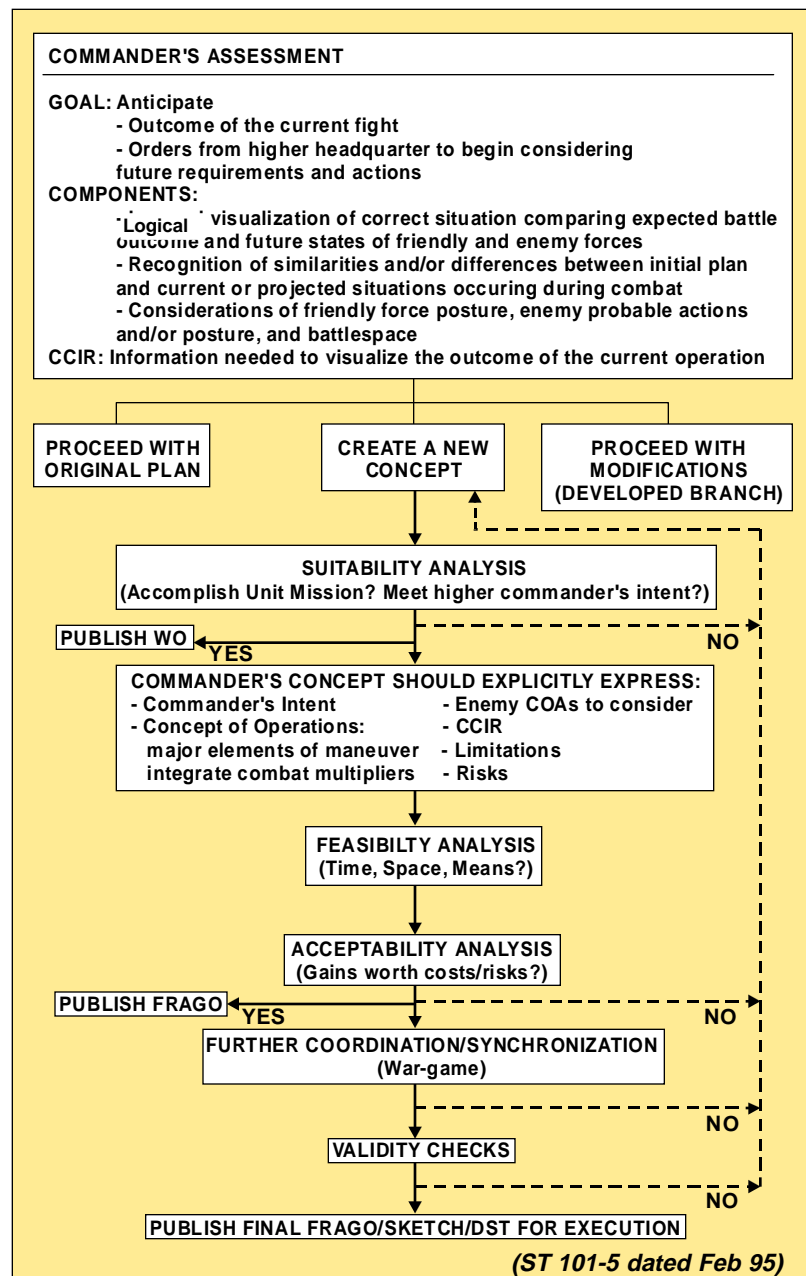 COMMANDER'S ASSESSMENT
GOAL: Anticipate
- Outcome of the current fight
- Orders from higher headquarter to begin considering
future requirements and actions
COMPONENTS:
Logical visualization of correct situation comparing expected battle
outcome and future states of friendly and enemy forces
- Recognition of similarities and/or differences between initial plan
and current or projected situations occuring during combat
- Considerations of friendly force posture, enemy probable actions
and/or posture, and battlespace
CCIR: Information needed to visualize the outcome of the current operation
PROCEED WITH
ORIGINAL PLAN
CREATE A NEW
CONCEPT
PROCEED WITH
MODIFICATIONS
(DEVELOPED BRANCH)
SUITABILITY ANALYSIS
(Accomplish Unit Mission? Meet higher commander's intent?)
PUBLISH WO
YES
NO
COMMANDER'S CONCEPT SHOULD EXPLICITLY EXPRESS:
- Commander's Intent
- Concept of Operations:
major elements of maneuver
integrate combat multipliers
- Enemy COAs to consider
- CCIR
- Limitations
- Risks
FEASIBILTY ANALYSIS
(Time, Space, Means?)
ACCEPTABILITY ANALYSIS
(Gains worth costs/risks?)
PUBLISH FRAGO
YES
NO
FURTHER COORDINATION/SYNCHRONIZATION
(War-game)
NO
VALIDITY CHECKS
NO
PUBLISH FINAL FRAGO/SKETCH/DST FOR EXECUTION
(ST 101-5 dated Feb 95)